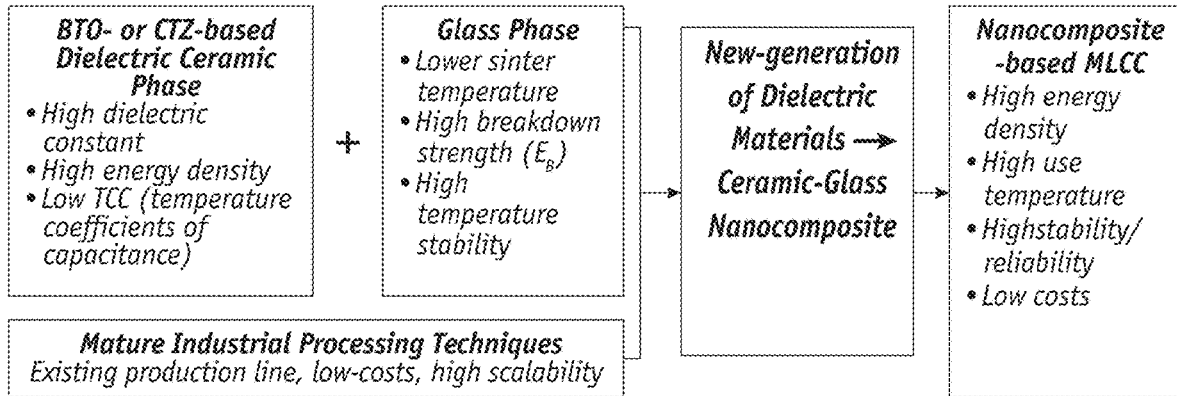 BTO- or CTZ-based
Dielectric Ceramic
Phase
• High dielectric
constant
• High energy density
• Low TCC (temperature
coefficients of
capacitance)
+
Glass Phase
• Lower sinter
temperature
• High breakdown
strength (E_B)
• High
temperature
stability
Mature Industrial Processing Techniques
Existing production line, low-costs, high scalability
New-generation
of Dielectric
Materials →
Ceramic-Glass
Nanocomposite
Nanocomposite
-based MLCC
• High energy
density
• High use
temperature
• Highstability/
reliability
• Low costs